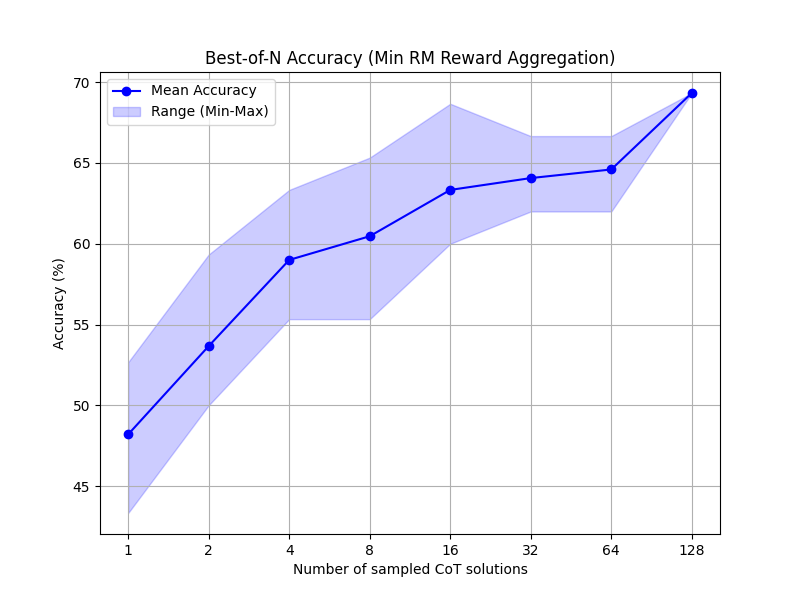 Best-of-N Accuracy (Min RM Reward Aggregation)
Mean Accuracy
Range (Min-Max)
Accuracy (%)
70
65
60
55
50
45
1 2 4 8 16 32 64 128
Number of sampled CoT solutions